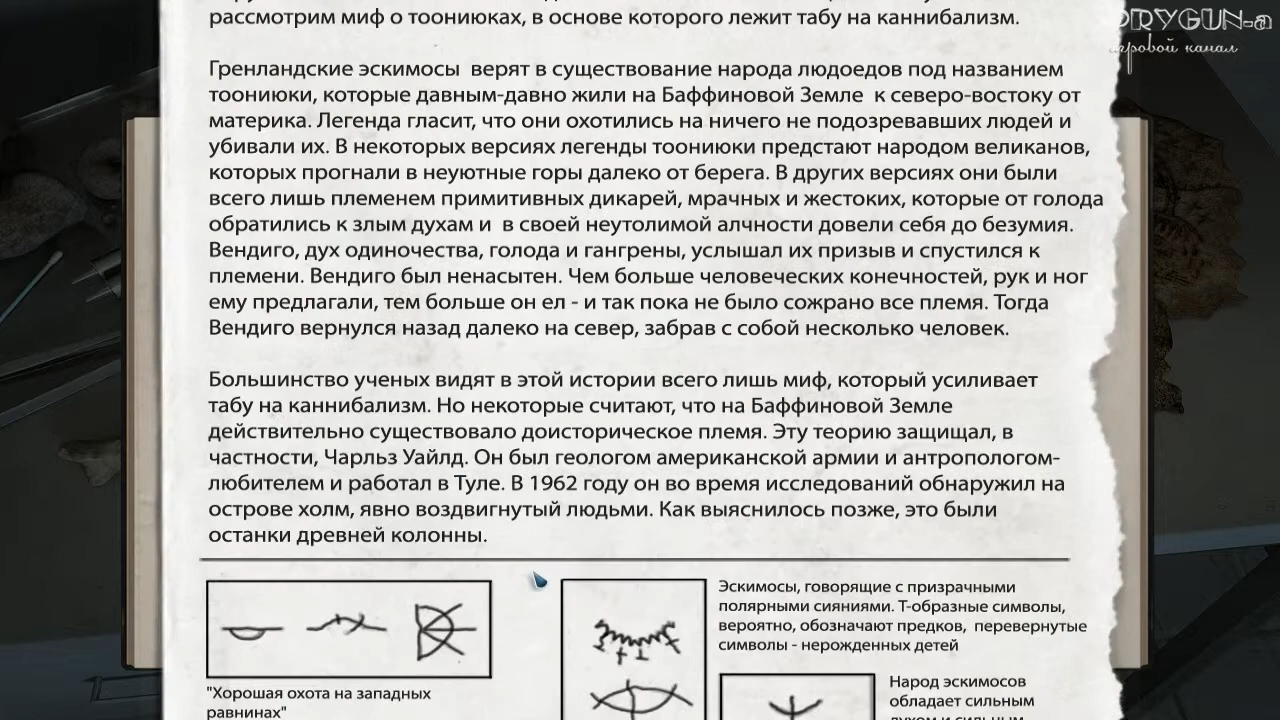 рассмотрим миф о тоониюках, в основе которого лежит табу на каннибализм.
PRYGUN-а
игровой канал
Гренландские эскимосы верят в существование народа людоедов под названием
тоониюки, которые давным-давно жили на Баффиновой Земле к северо-востоку от
материка. Легенда гласит, что они охотились на ничего не подозревавших людей и
убивали их. В некоторых версиях легенды тоониюки предстают народом великанов,
которых прогнали в неуютные горы далеко от берега. В других версиях они были
всего лишь племенем примитивных дикарей, мрачных и жестоких, которые от голода
обратились к злым духам и в своей неутолимой алчности довели себя до безумия.
Вендиго, дух одиночества, голода и гангрены, услышал их призыв и спустился к
племени. Вендиго был ненасытен. Чем больше человеческих конечностей, рук и ног
ему предлагали, тем больше он ел - и так пока не было сожрано все племя. Тогда
Вендиго вернулся назад далеко на север, забрав с собой несколько человек.
Большинство ученых видят в этой истории всего лишь миф, который усиливает
табу на каннибализм. Но некоторые считают, что на Баффиновой Земле
действительно существовало доисторическое племя. Эту теорию защищал, в
частности, Чарльз Уайлд. Он был геологом американской армии и антропологом-
любителем и работал в Туле. В 1962 году он во время исследований обнаружил на
острове холм, явно воздвигнутый людьми. Как выяснилось позже, это были
останки древней колонны.
Эскимосы, говорящие с призрачными
полярными сияниями. Т-образные символы,
вероятно, обозначают предков, перевернутые
символы - нерожденных детей
"Хорошая охота на западных
равнинах"
Народ эскимосов
обладает сильным
духом и сильным